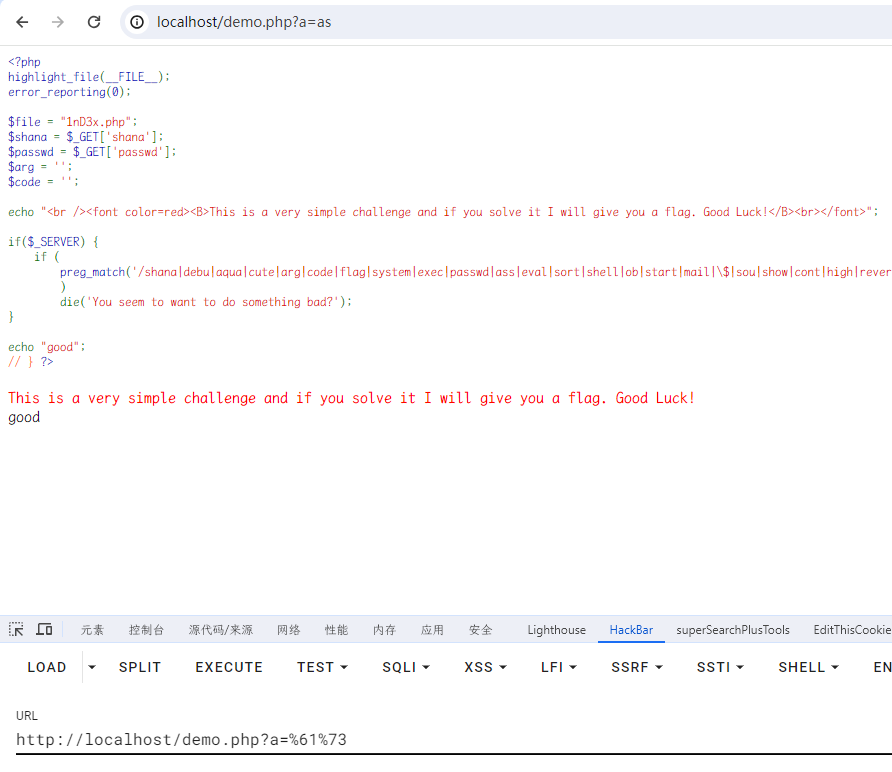 localhost/demo.php?a=as
<?php
highlight_file(__FILE__);
error_reporting(0);
$file = "1nD3x.php";
$shana = $_GET['shana'];
$passwd = $_GET['passwd'];
$arg = '';
$code = '';
echo "<br /><font color=red><B>This is a very simple challenge and if you solve it I will give you a flag. Good Luck!</B><br></font>";
if($_SERVER) {
if (
preg_match('/shana|debu|aqua|cute|arg|code|flag|system|exec|passwd|ass|eval|sort|shell|ob|start|mail|\$|sou|show|cont|high|rever
)
die('You seem to want to do something bad?');
}
echo "good";
// } ?>
This is a very simple challenge and if you solve it I will give you a flag. Good Luck!
good
元素 控制台 源代码/来源 网络 性能 内存 应用 安全 Lighthouse HackBar superSearchPlusTools EditThisCookie
LOAD SPLIT EXECUTE TEST SQLI XSS LFI SSRF SSTI SHELL EN
URL
http://localhost/demo.php?a=%61%73